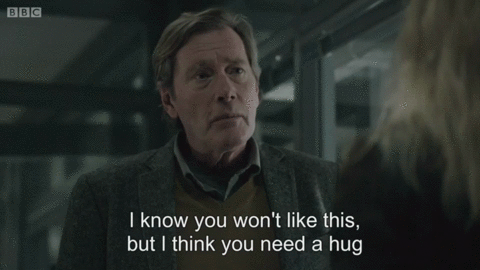 BBC
I know you won't like this,
but I think you need a hug